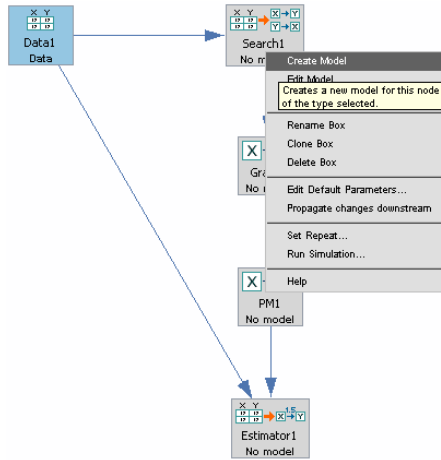 X Y
Data1
Data
X Y
X→Y
Y→X
Search1
No m
Create Model
Edit Model
Creates a new model for this node
of the type selected.
Rename Box
Clone Box
Delete Box
Edit Default Parameters...
Propagate changes downstream
Set Repeat...
Run Simulation...
Help
X
Gra
No m
X
PM1
No model
X Y
1.5
X→Y
Estimator1
No model